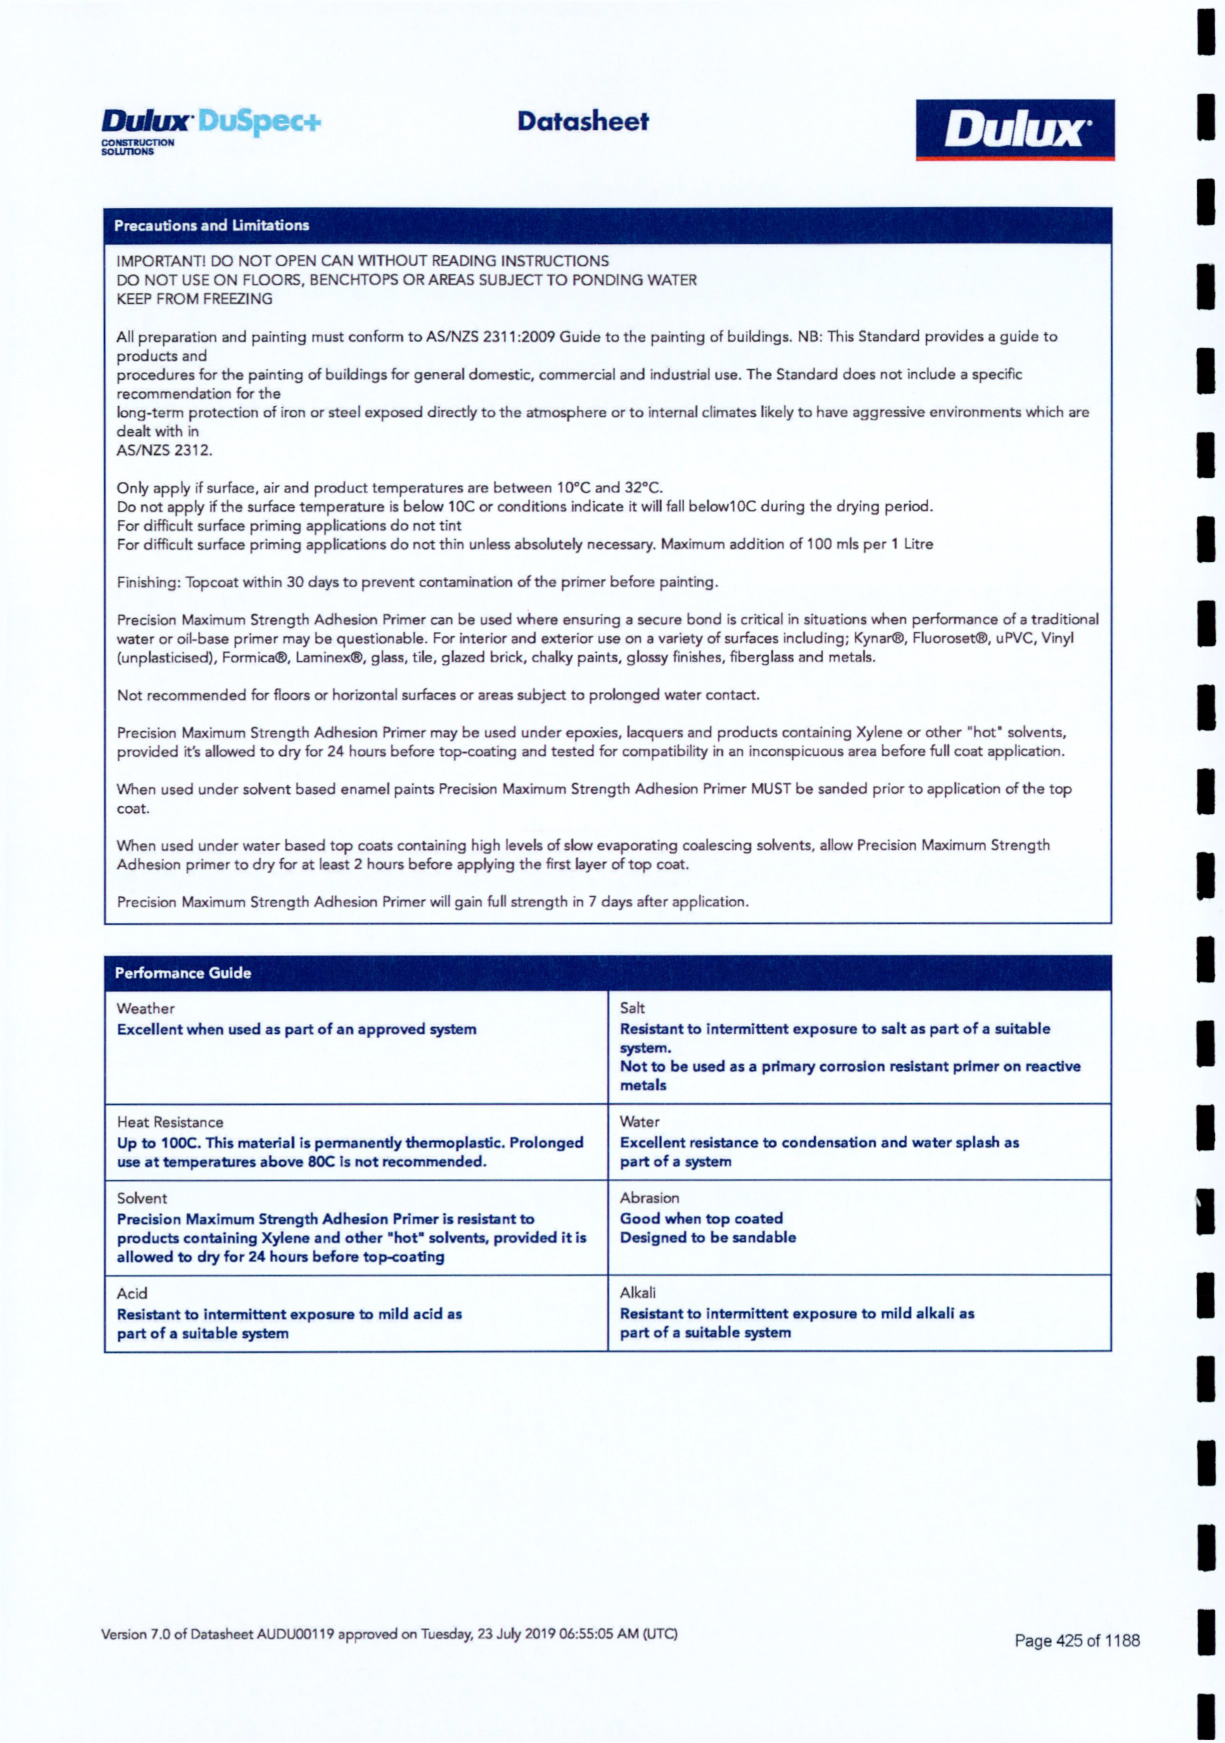 Dulux DuSpec+
CONSTRUCTION
SOLUTIONS
Datasheet
Dulux
Precautions and Limitations
IMPORTANT! DO NOT OPEN CAN WITHOUT READING INSTRUCTIONS
DO NOT USE ON FLOORS, BENCHTOPS OR AREAS SUBJECT TO PONDING WATER
KEEP FROM FREEZING
All preparation and painting must conform to AS/NZS 2311:2009 Guide to the painting of buildings. NB: This Standard provides a guide to
products and
procedures for the painting of buildings for general domestic, commercial and industrial use. The Standard does not include a specific
recommendation for the
long-term protection of iron or steel exposed directly to the atmosphere or to internal climates likely to have aggressive environments which are
dealt with in
AS/NZS 2312.
Only apply if surface, air and product temperatures are between 10°C and 32°C.
Do not apply if the surface temperature is below 10C or conditions indicate it will fall below10C during the drying period.
For difficult surface priming applications do not tint
For difficult surface priming applications do not thin unless absolutely necessary. Maximum addition of 100 mls per 1 Litre
Finishing: Topcoat within 30 days to prevent contamination of the primer before painting.
Precision Maximum Strength Adhesion Primer can be used where ensuring a secure bond is critical in situations when performance of a traditional
water or oil-base primer may be questionable. For interior and exterior use on a variety of surfaces including; Kynar®, Fluoroset®, uPVC, Vinyl
(unplasticised), Formica®, Laminex®, glass, tile, glazed brick, chalky paints, glossy finishes, fiberglass and metals.
Not recommended for floors or horizontal surfaces or areas subject to prolonged water contact.
Precision Maximum Strength Adhesion Primer may be used under epoxies, lacquers and products containing Xylene or other "hot" solvents,
provided it's allowed to dry for 24 hours before top-coating and tested for compatibility in an inconspicuous area before full coat application.
When used under solvent based enamel paints Precision Maximum Strength Adhesion Primer MUST be sanded prior to application of the top
coat.
When used under water based top coats containing high levels of slow evaporating coalescing solvents, allow Precision Maximum Strength
Adhesion primer to dry for at least 2 hours before applying the first layer of top coat.
Precision Maximum Strength Adhesion Primer will gain full strength in 7 days after application.
Performance Guide
Weather
Excellent when used as part of an approved system
Salt
Resistant to intermittent exposure to salt as part of a suitable
system.
Not to be used as a primary corrosion resistant primer on reactive
metals
Heat Resistance
Up to 100C. This material is permanently thermoplastic. Prolonged
use at temperatures above 80C is not recommended.
Water
Excellent resistance to condensation and water splash as
part of a system
Solvent
Precision Maximum Strength Adhesion Primer is resistant to
products containing Xylene and other "hot" solvents, provided it is
allowed to dry for 24 hours before top-coating
Abrasion
Good when top coated
Designed to be sandable
Acid
Resistant to intermittent exposure to mild acid as
part of a suitable system
Alkali
Resistant to intermittent exposure to mild alkali as
part of a suitable system
Version 7.0 of Datasheet AUDU00119 approved on Tuesday, 23 July 2019 06:55:05 AM (UTC)
Page 425 of 1188